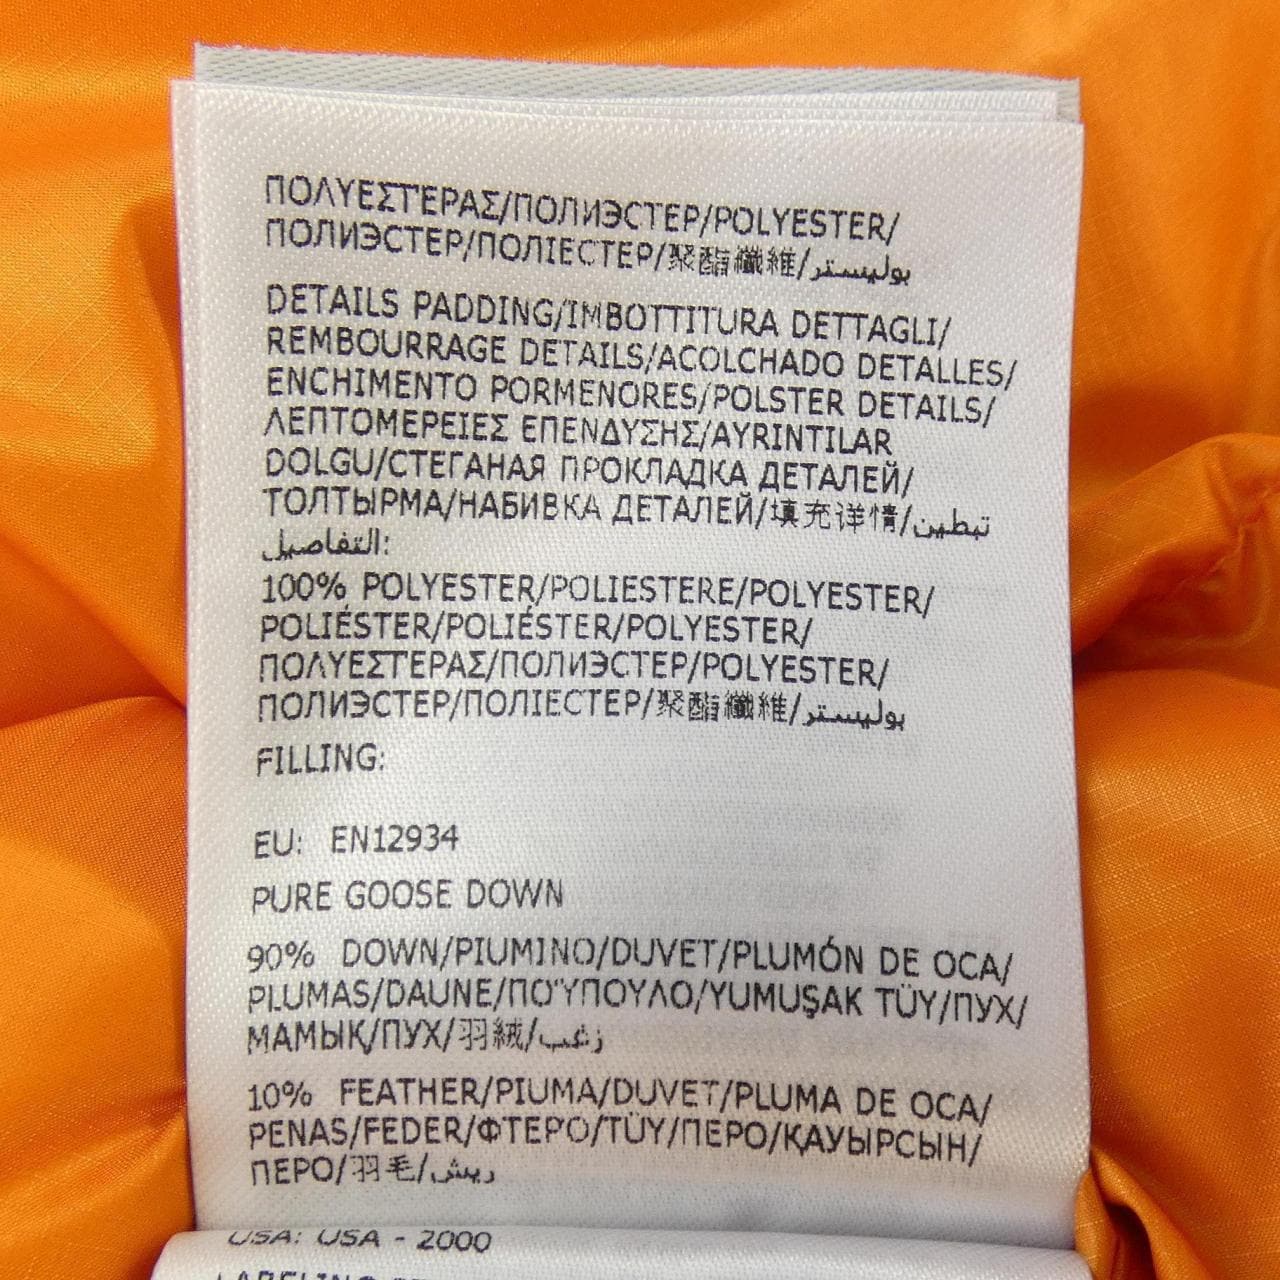 ΠΟΛΥΕΣΤΕΡΑΣ/ПОЛИЭСТЕР/POLYESTER/
ПОЛИЭСТЕР/ПОЛІЕСТЕР/聚酯纖維/بوليستر
DETAILS PADDING/IMBOTTITURA DETTAGLI/
REMBOURRAGE DETAILS/ACOLCHADO DETALLES/
ENCHIMENTO PORMENORES/POLSTER DETAILS/
ΛΕΠΤΟΜΕΡΕΙΕΣ ΕΠΕΝΔΥΣΗΣ/AYRINTILAR
DOLGU/СТЕГАНАЯ ПРОКЛАДКА ДЕТАЛЕЙ/
ТОЛТЫРМА/НАБИВКА ДЕТАЛЕЙ/填充详情/تبطين
التفاصيل:
100% POLYESTER/POLIESTERE/POLYESTER/
POLIÉSTER/POLIÉSTER/POLYESTER/
ΠΟΛΥΕΣΤΕΡΑΣ/ПОЛИЭСТЕР/POLYESTER/
ПОЛИЭСТЕР/ПОЛІЕСТЕР/聚酯纖維/بوليستر
FILLING:
EU: EN12934
PURE GOOSE DOWN
90% DOWN/PIUMINO/DUVET/PLUMÓN DE OCA/
PLUMAS/DAUNE/ΠΟΎΠΟΥΛΟ/YUMUŞAK TÜY/ПУХ/
МАМЫҚ/ПУХ/羽絨/زغب
10% FEATHER/PIUMA/DUVET/PLUMA DE OCA/
PENAS/FEDER/ΦΤΕΡΟ/TÜY/ПЕРО/ҚАУЫРСЫН/
ПЕРО/羽毛/ريش
USA: USA - 2000